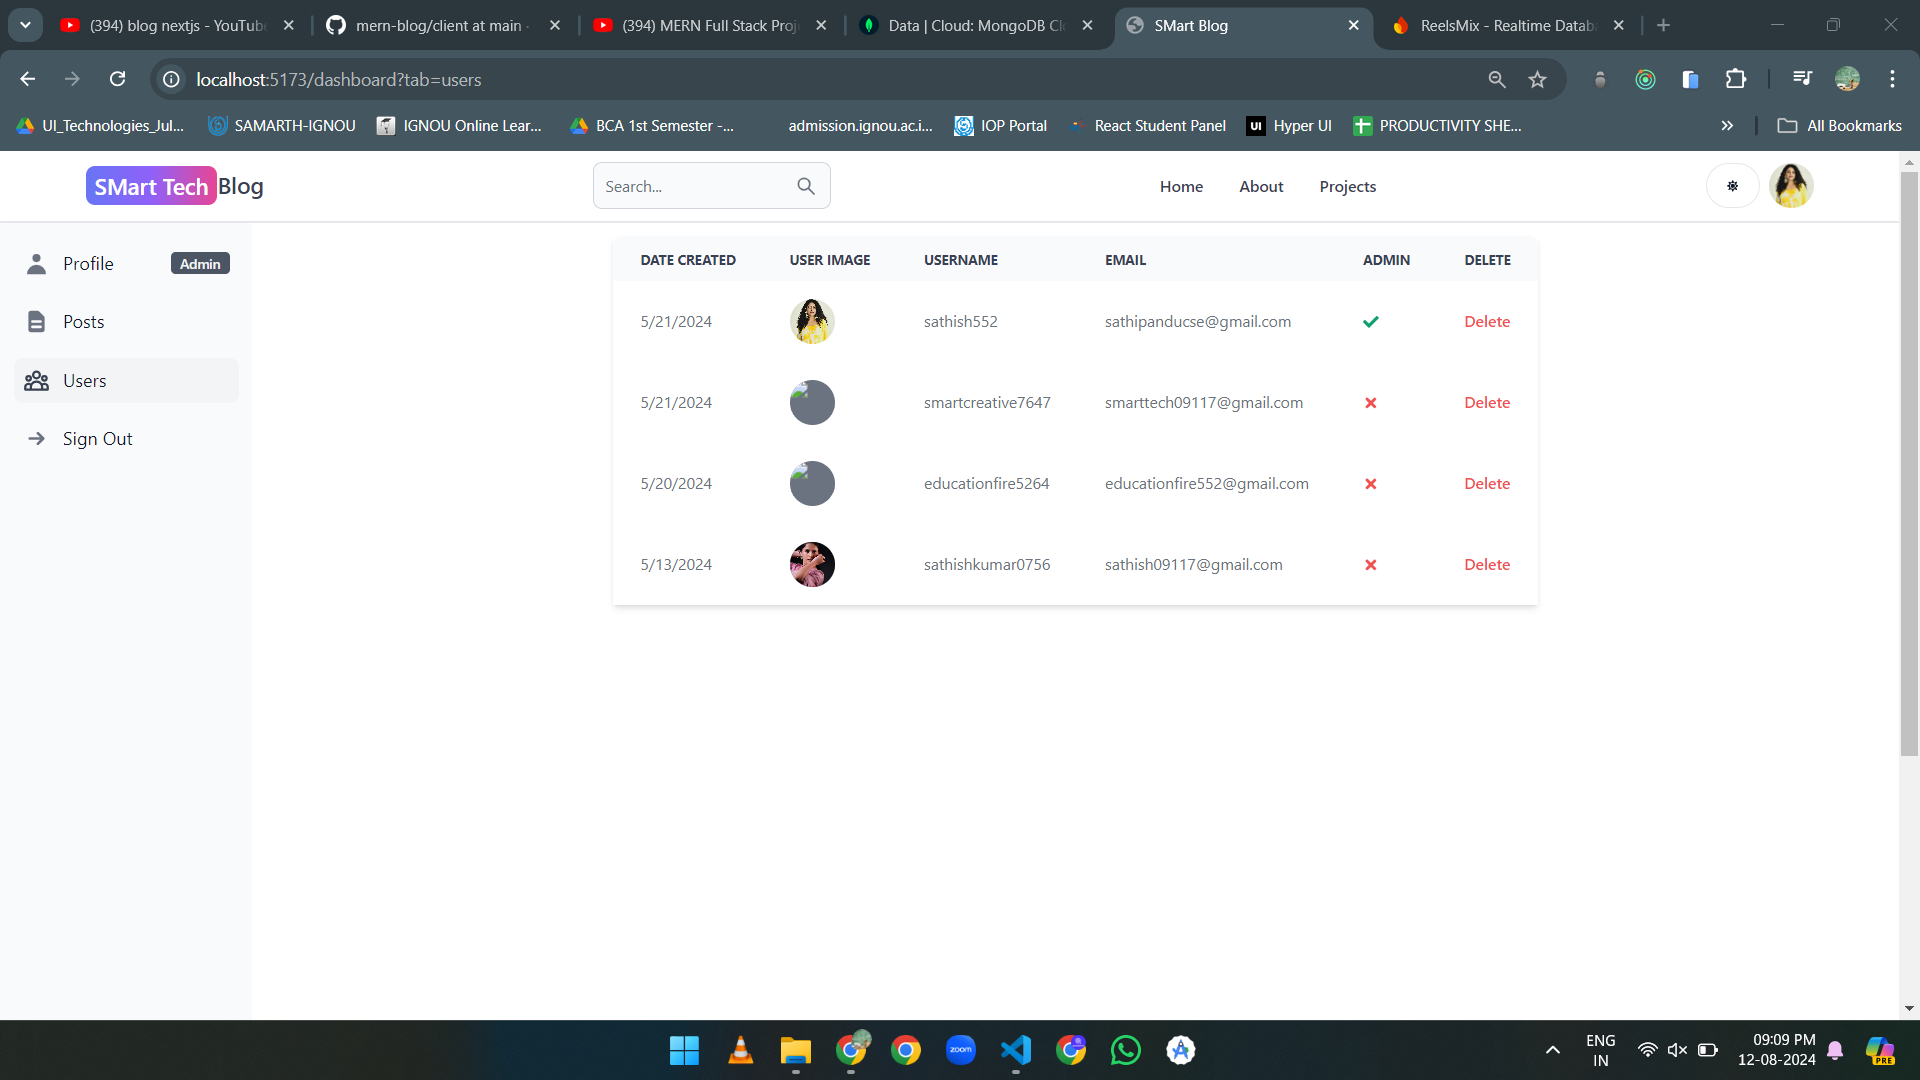 (394) blog nextjs - YouTube
mern-blog/client at main
(394) MERN Full Stack Proj
Data | Cloud: MongoDB Cl
SMart Blog
ReelsMix - Realtime Datab
localhost:5173/dashboard?tab=users
UI_Technologies_Jul...
SAMARTH-IGNOU
IGNOU Online Lear...
BCA 1st Semester -...
admission.ignou.ac.i...
IOP Portal
React Student Panel
UI
Hyper UI
PRODUCTIVITY SHE...
All Bookmarks
SMart Tech Blog
Search...
Home
About
Projects
Profile
Admin
Posts
Users
Sign Out
DATE CREATED USER IMAGE USERNAME EMAIL ADMIN DELETE
5/21/2024 sathish552 sathipanducse@gmail.com Delete
5/21/2024 smartcreative7647 smarttech09117@gmail.com Delete
5/20/2024 educationfire5264 educationfire552@gmail.com Delete
5/13/2024 sathishkumar0756 sathish09117@gmail.com Delete
zoom
ENG
IN
09:09 PM
12-08-2024
PRE